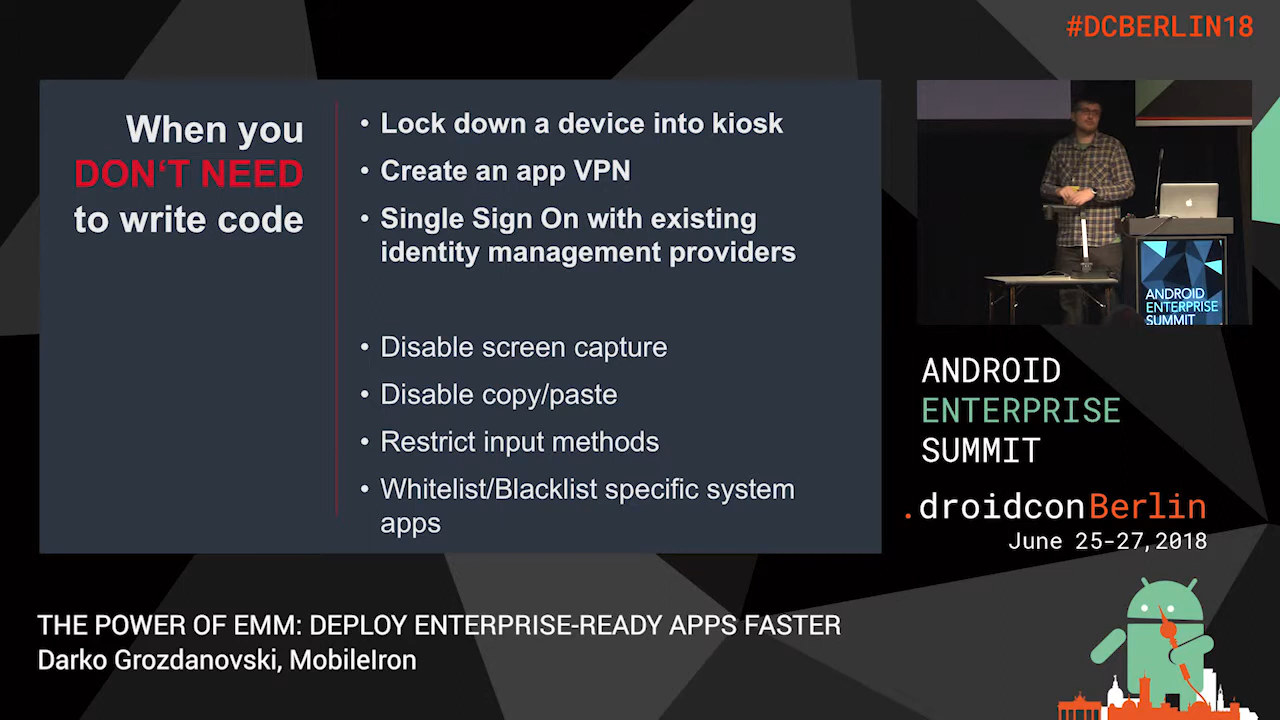 #DCBERLIN18
When you
DON'T NEED
to write code
• Lock down a device into kiosk
• Create an app VPN
• Single Sign On with existing
identity management providers
• Disable screen capture
• Disable copy/paste
• Restrict input methods
• Whitelist/Blacklist specific system
apps
ANDROID
ENTERPRISE
SUMMIT
ANDROID
ENTERPRISE
SUMMIT
.droidconBerlin
June 25-27,2018
THE POWER OF EMM: DEPLOY ENTERPRISE-READY APPS FASTER
Darko Grozdanovski, MobileIron